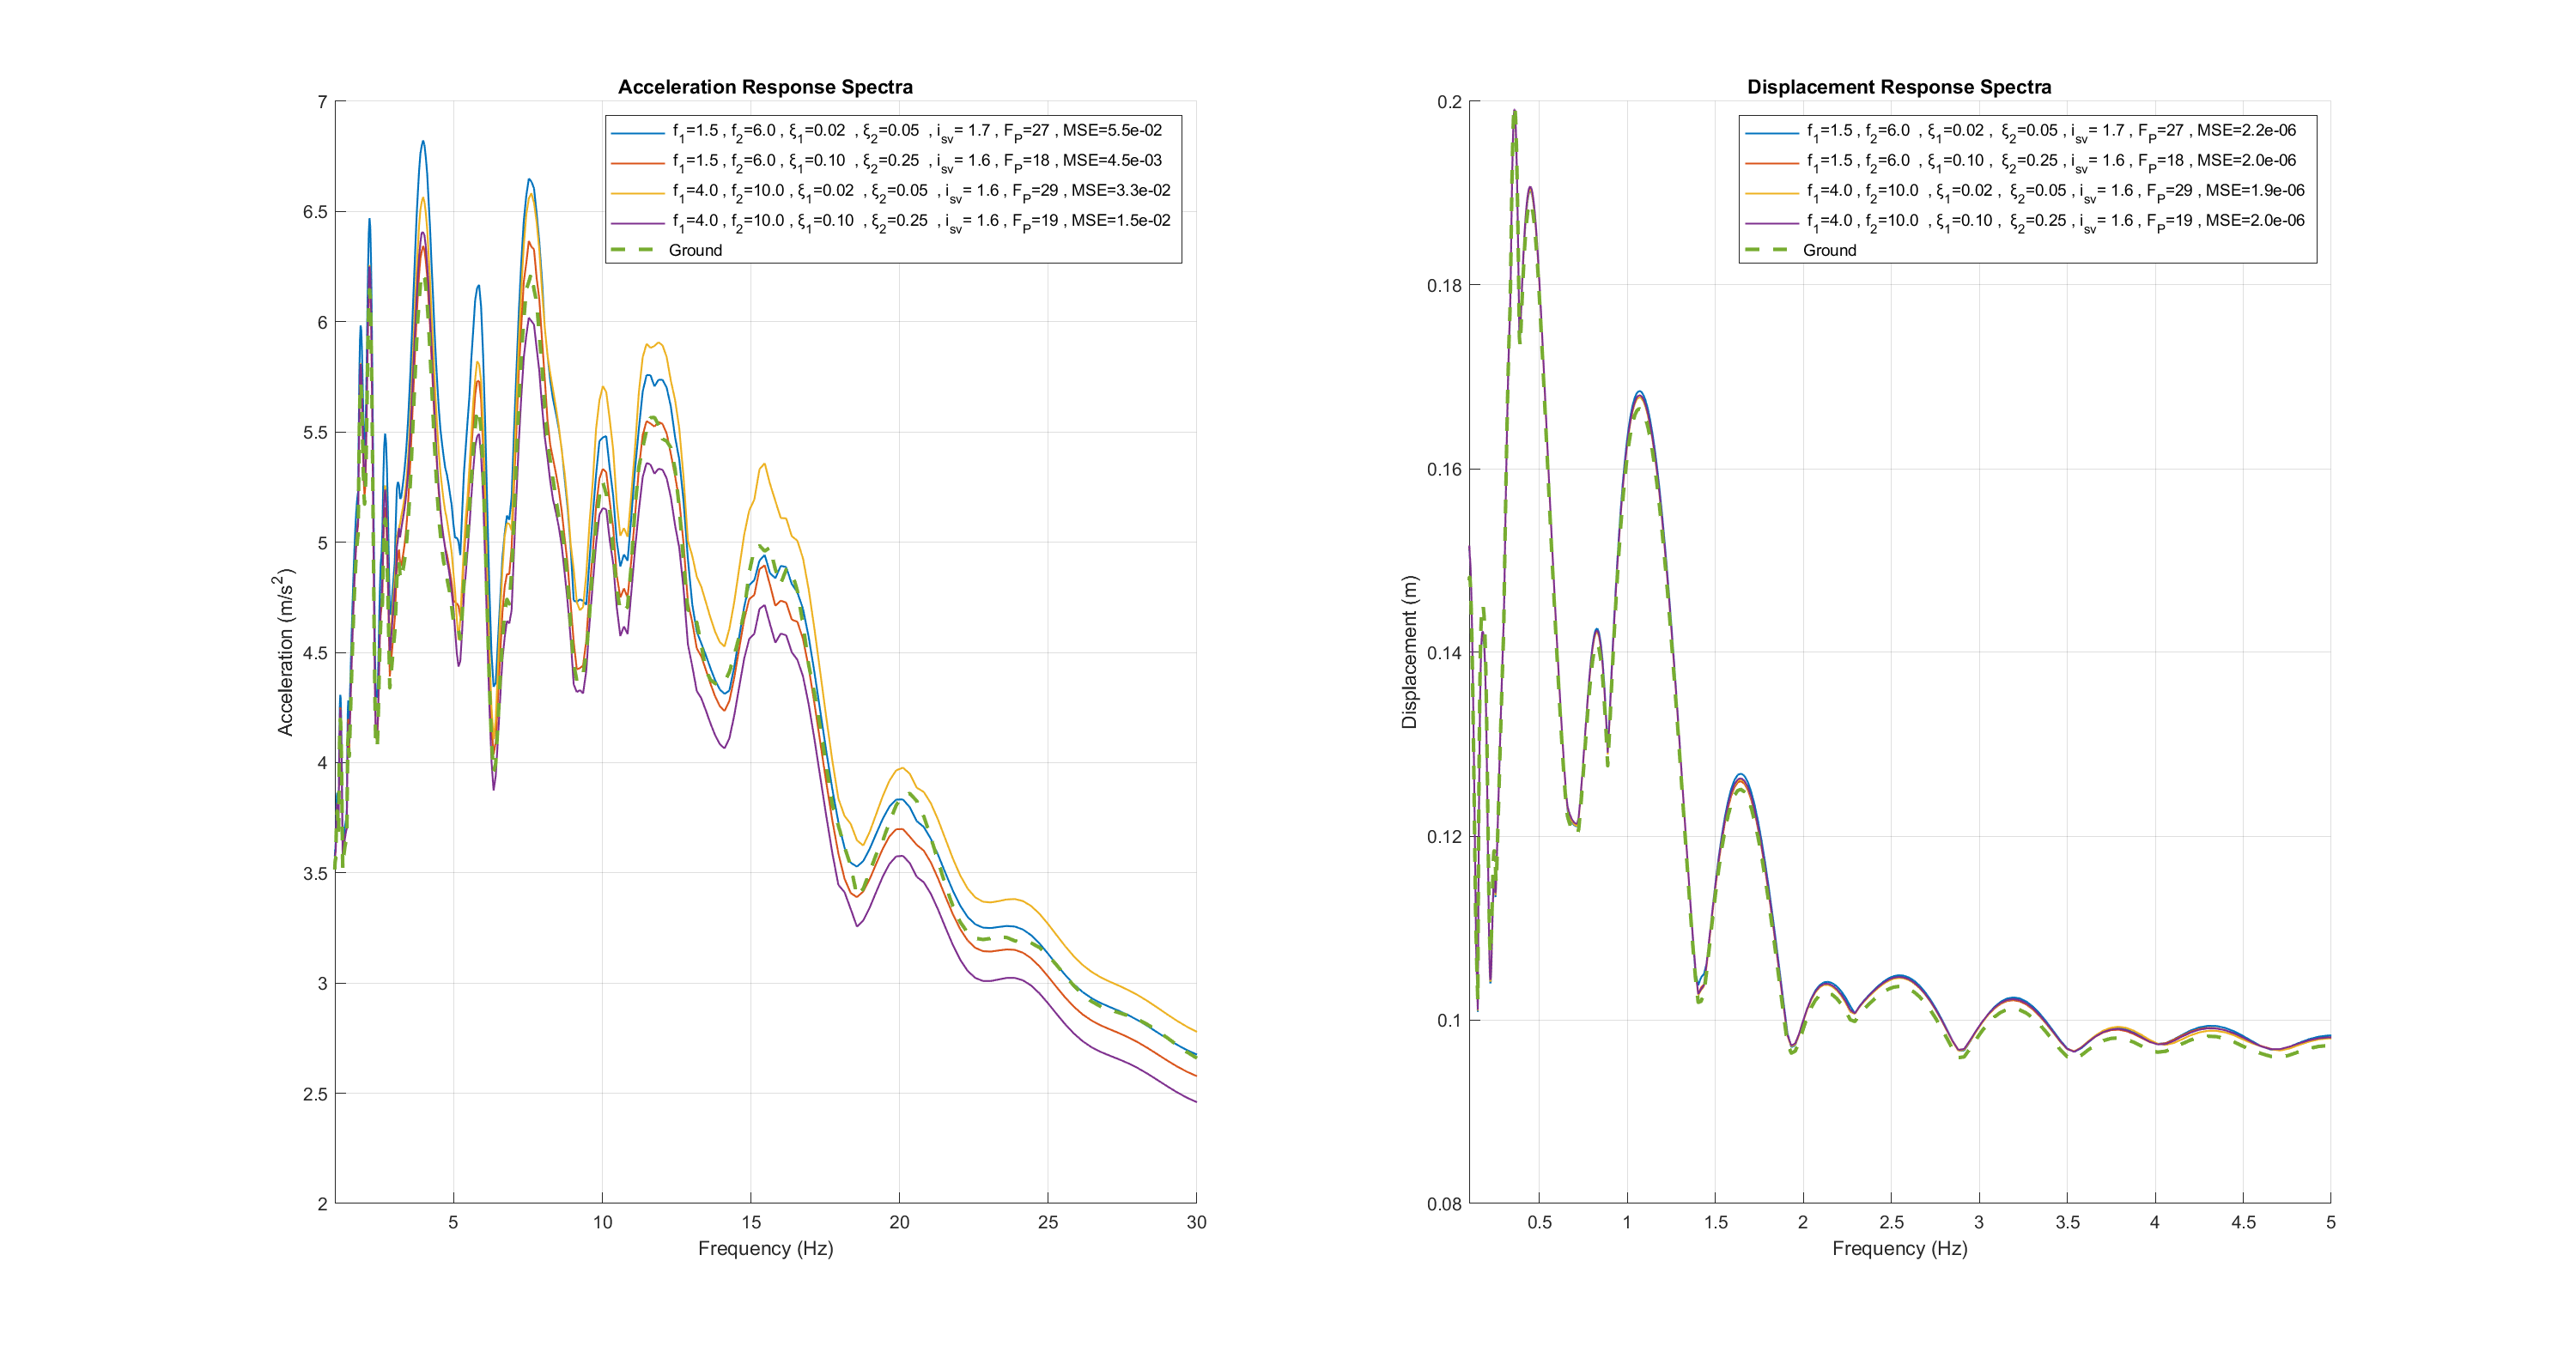 Acceleration Response Spectra
f1=1.5 , f2=6.0 , ξ1=0.02 , ξ2=0.05 , isv= 1.7 , FP=27 , MSE=5.5e-02
f1=1.5 , f2=6.0 , ξ1=0.10 , ξ2=0.25 , isv= 1.6 , FP=18 , MSE=4.5e-03
f1=4.0 , f2=10.0 , ξ1=0.02 , ξ2=0.05 , isv= 1.6 , FP=29 , MSE=3.3e-02
f1=4.0 , f2=10.0 , ξ1=0.10 , ξ2=0.25 , isv= 1.6 , FP=19 , MSE=1.5e-02
Ground
7
6.5
6
5.5
5
4.5
4
3.5
3
2.5
2
Acceleration (m/s2)
5 10 15 20 25 30
Frequency (Hz)
Displacement Response Spectra
f1=1.5 , f2=6.0 , ξ1=0.02 , ξ2=0.05 , isv= 1.7 , FP=27 , MSE=2.2e-06
f1=1.5 , f2=6.0 , ξ1=0.10 , ξ2=0.25 , isv= 1.6 , FP=18 , MSE=2.0e-06
f1=4.0 , f2=10.0 , ξ1=0.02 , ξ2=0.05 , isv= 1.6 , FP=29 , MSE=1.9e-06
f1=4.0 , f2=10.0 , ξ1=0.10 , ξ2=0.25 , isv= 1.6 , FP=19 , MSE=2.0e-06
Ground
0.2
0.18
0.16
0.14
0.12
0.1
0.08
Displacement (m)
0.5 1 1.5 2 2.5 3 3.5 4 4.5 5
Frequency (Hz)